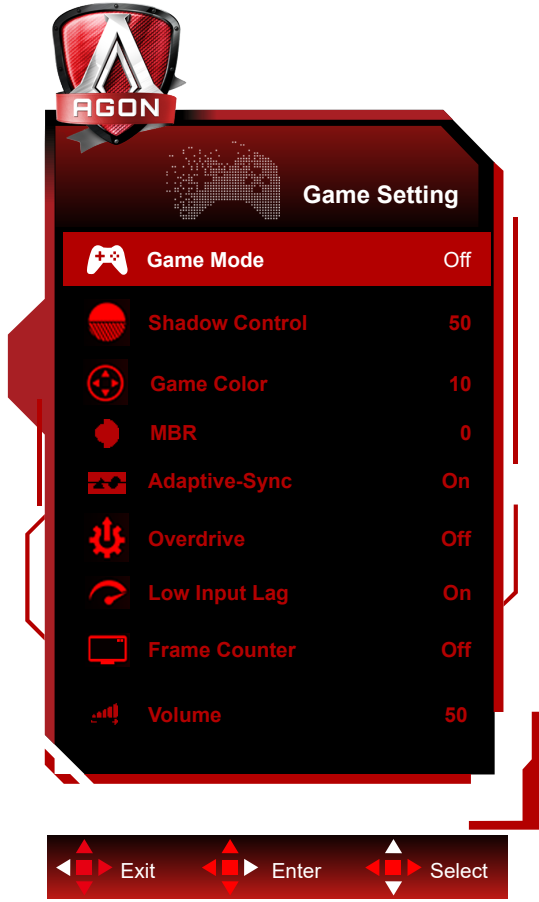 AGON
Game Setting
Game Mode Off
Shadow Control 50
Game Color 10
MBR 0
Adaptive-Sync On
Overdrive Off
Low Input Lag On
Frame Counter Off
Volume 50
Exit Enter Select